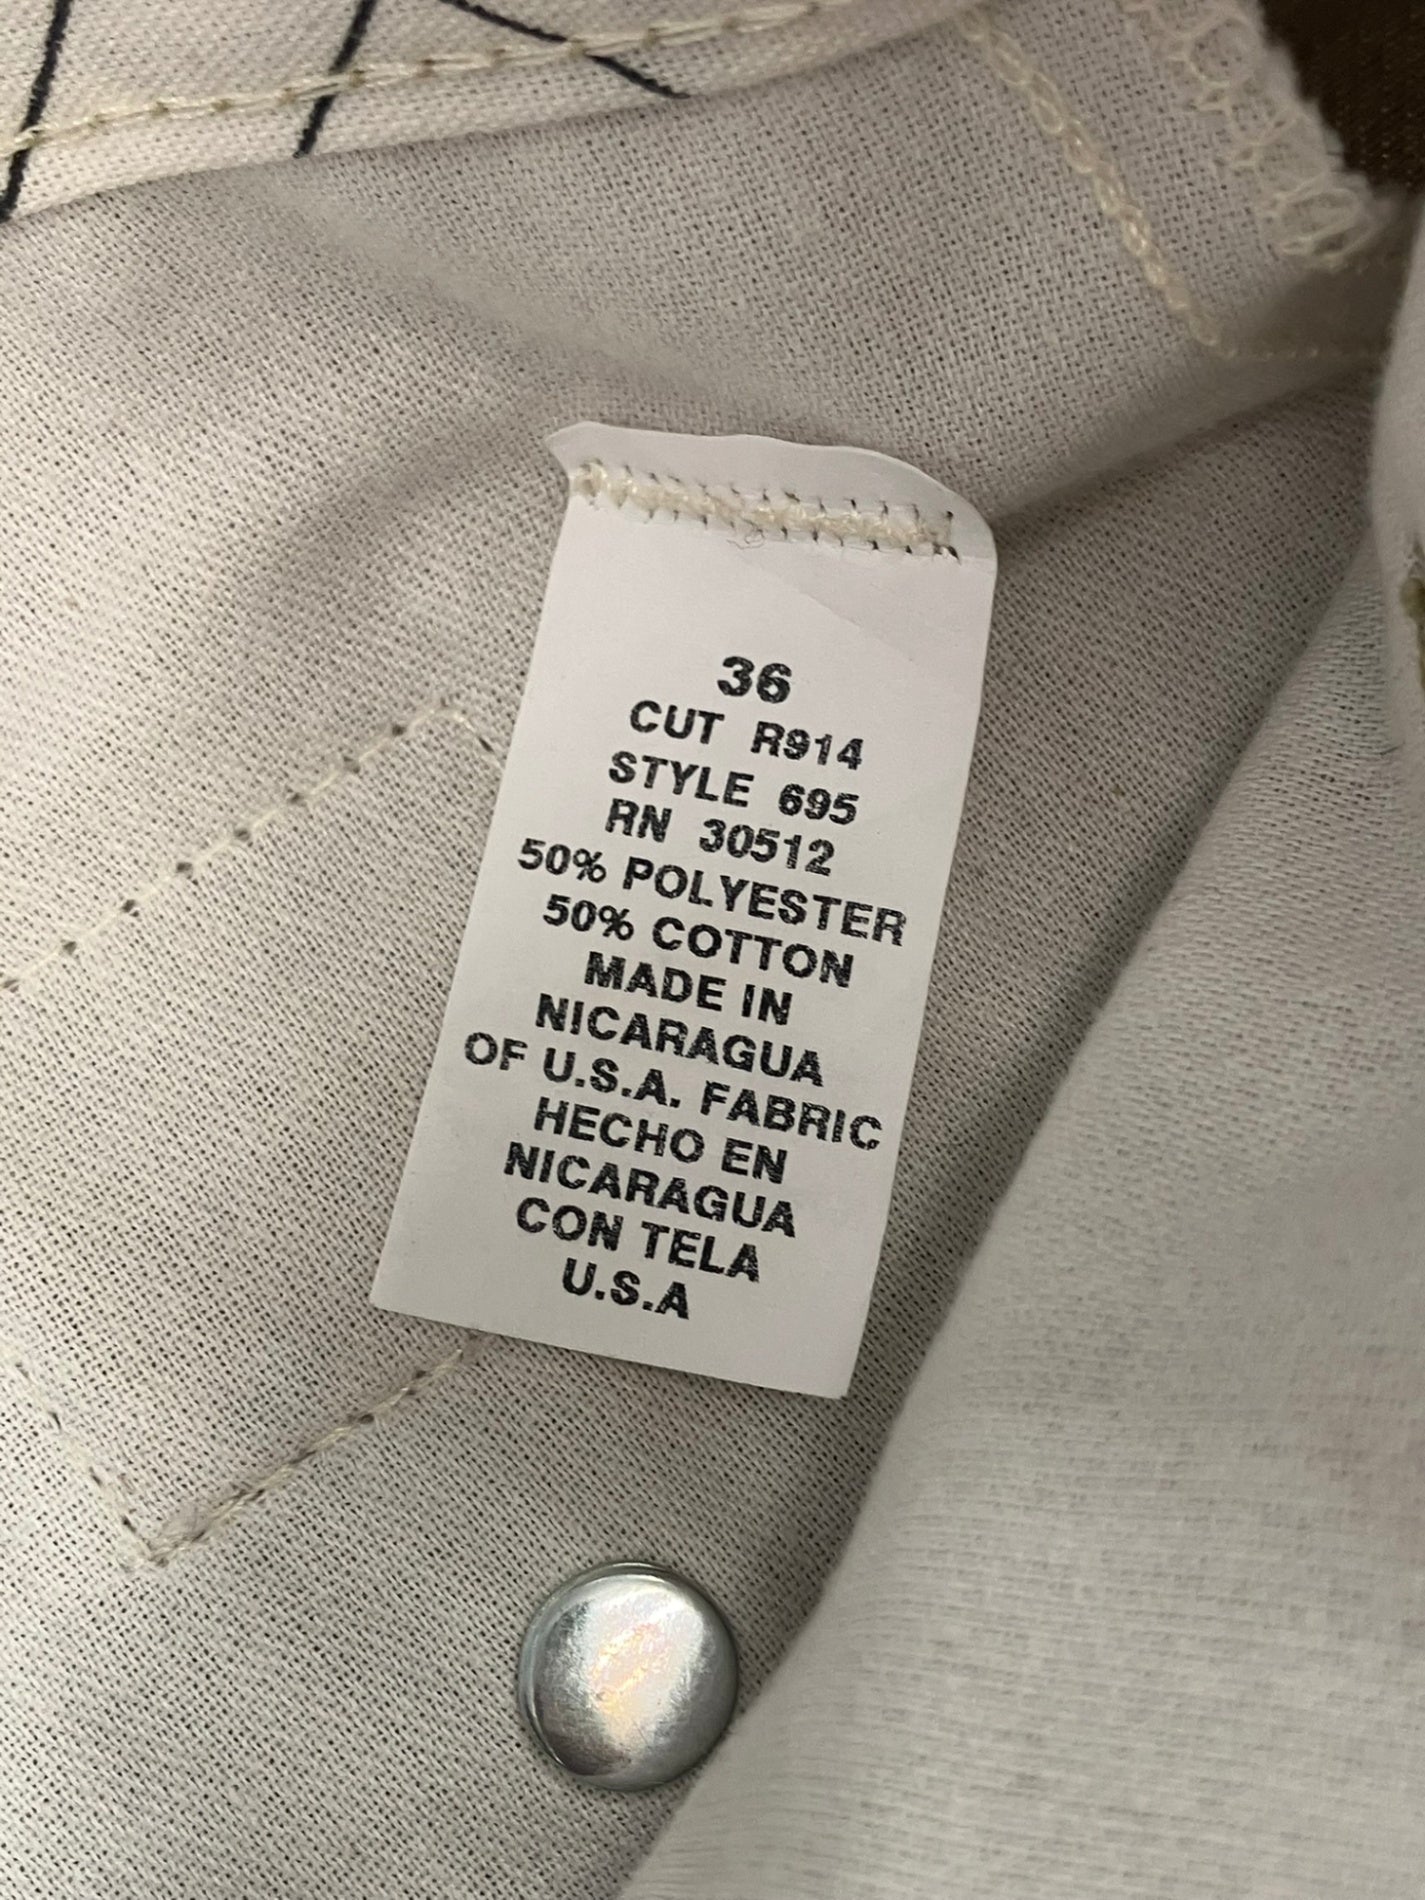 36
CUT R914
STYLE 695
RN 30512
50% POLYESTER
50% COTTON
MADE IN
NICARAGUA
OF U.S.A. FABRIC
HECHO EN
NICARAGUA
CON TELA
U.S.A